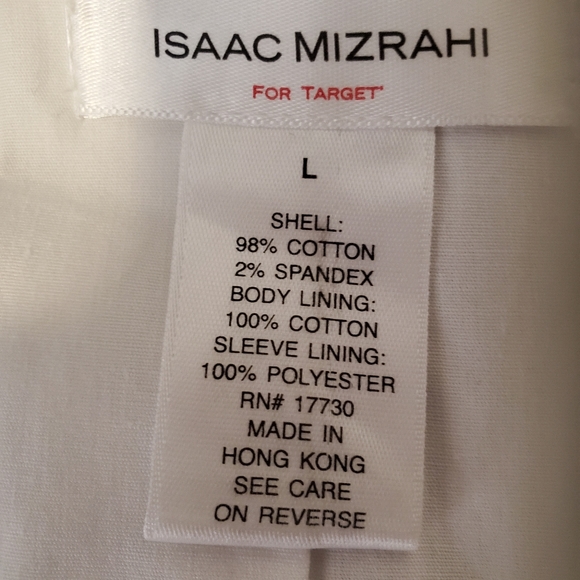 ISAAC MIZRAHI
FOR TARGET*
L
SHELL:
98% COTTON
2% SPANDEX
BODY LINING:
100% COTTON
SLEEVE LINING:
100% POLYESTER
RN# 17730
MADE IN
HONG KONG
SEE CARE
ON REVERSE